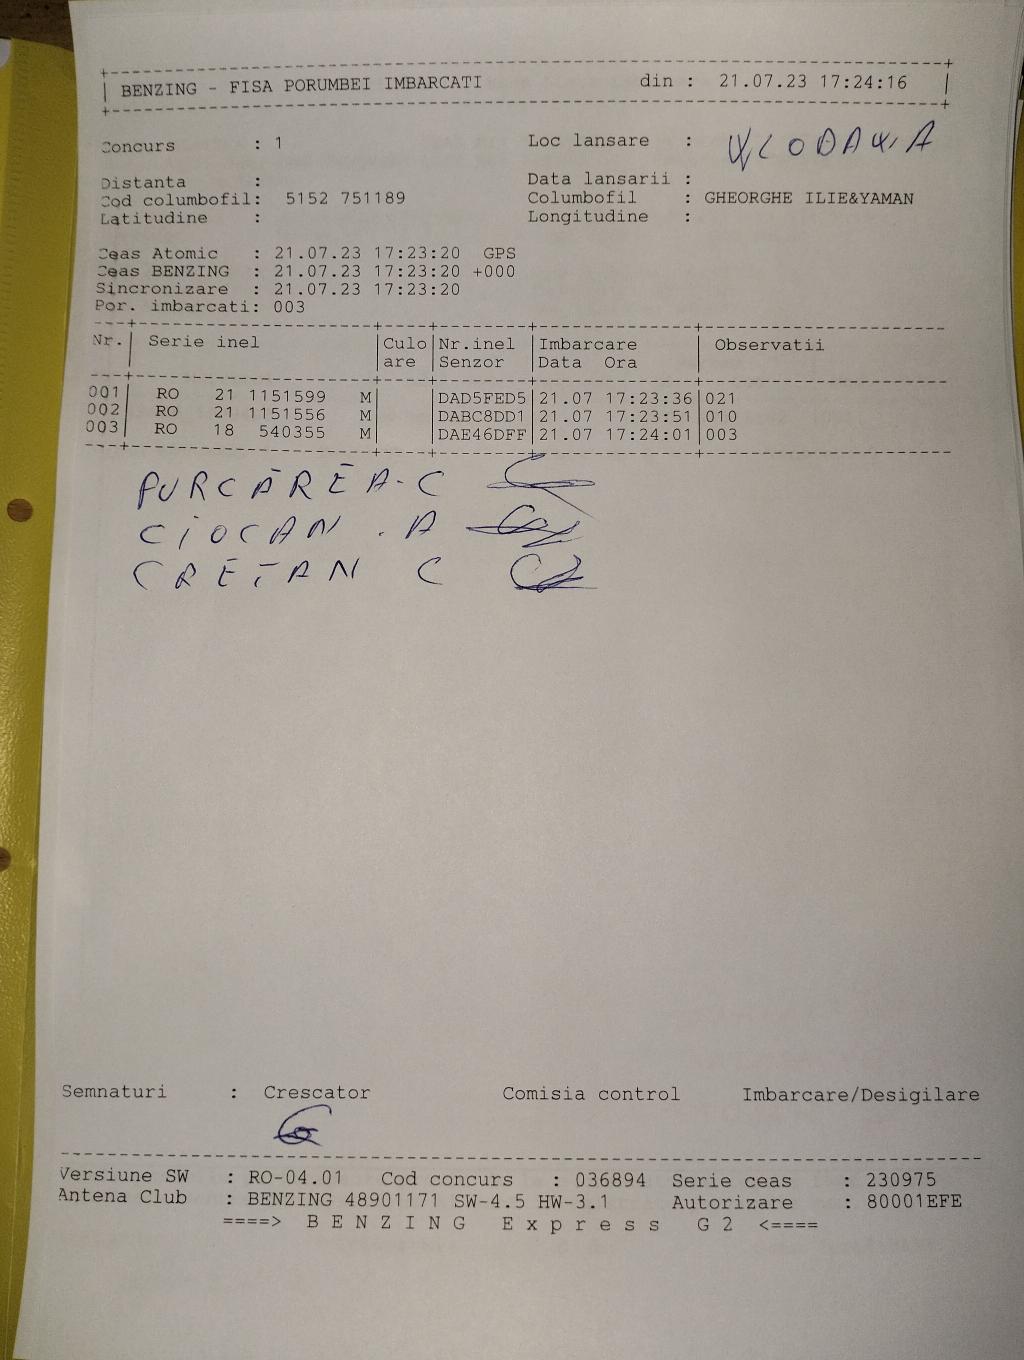 BENZING - FISA PORUMBEI IMBARCATI din : 21.07.23 17:24:16
Concurs : 1 Loc lansare : WLODAWA
Distanta : Data lansarii :
Cod columbofil: 5152 751189 Columbofil : GHEORGHE ILIE&YAMAN
Latitudine : Longitudine :
Ceas Atomic : 21.07.23 17:23:20 GPS
Ceas BENZING : 21.07.23 17:23:20 +000
Sincronizare : 21.07.23 17:23:20
Por. imbarcati: 003
Nr. Serie inel Culo Nr.inel Imbarcare Observatii
are Senzor Data Ora
001 RO 21 1151599 M DAD5FED5 21.07 17:23:36 021
002 RO 21 1151556 M DABC8DD1 21.07 17:23:51 010
003 RO 18 540355 M DAE46DFF 21.07 17:24:01 003
PURCĂREA-C
CIOCAN . A
CREȚAN C
Semnaturi : Crescator Comisia control Imbarcare/Desigilare
Versiune SW : RO-04.01 Cod concurs : 036894 Serie ceas : 230975
Antena Club : BENZING 48901171 SW-4.5 HW-3.1 Autorizare : 80001EFE
====> B E N Z I N G E x p r e s s G 2 <====